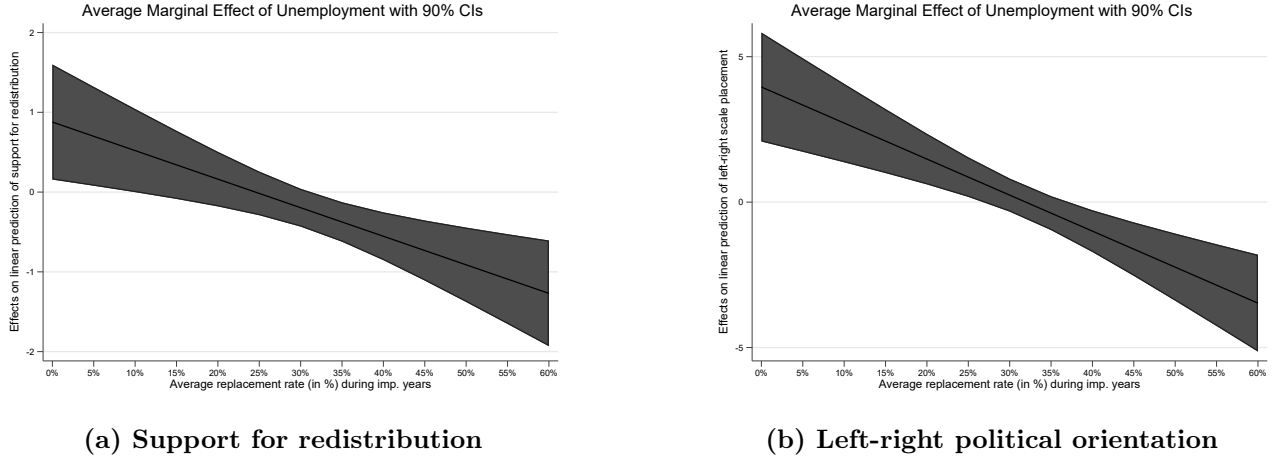 Average Marginal Effect of Unemployment with 90% CIs
Effects on linear prediction of support for redistribution
2
1
0
-1
-2
0% 5% 10% 15% 20% 25% 30% 35% 40% 45% 50% 55% 60%
Average replacement rate (in %) during imp. years
(a) Support for redistribution
Average Marginal Effect of Unemployment with 90% CIs
Effects on linear prediction of left-right scale placement
5
0
-5
0% 5% 10% 15% 20% 25% 30% 35% 40% 45% 50% 55% 60%
Average replacement rate (in %) during imp. years
(b) Left-right political orientation